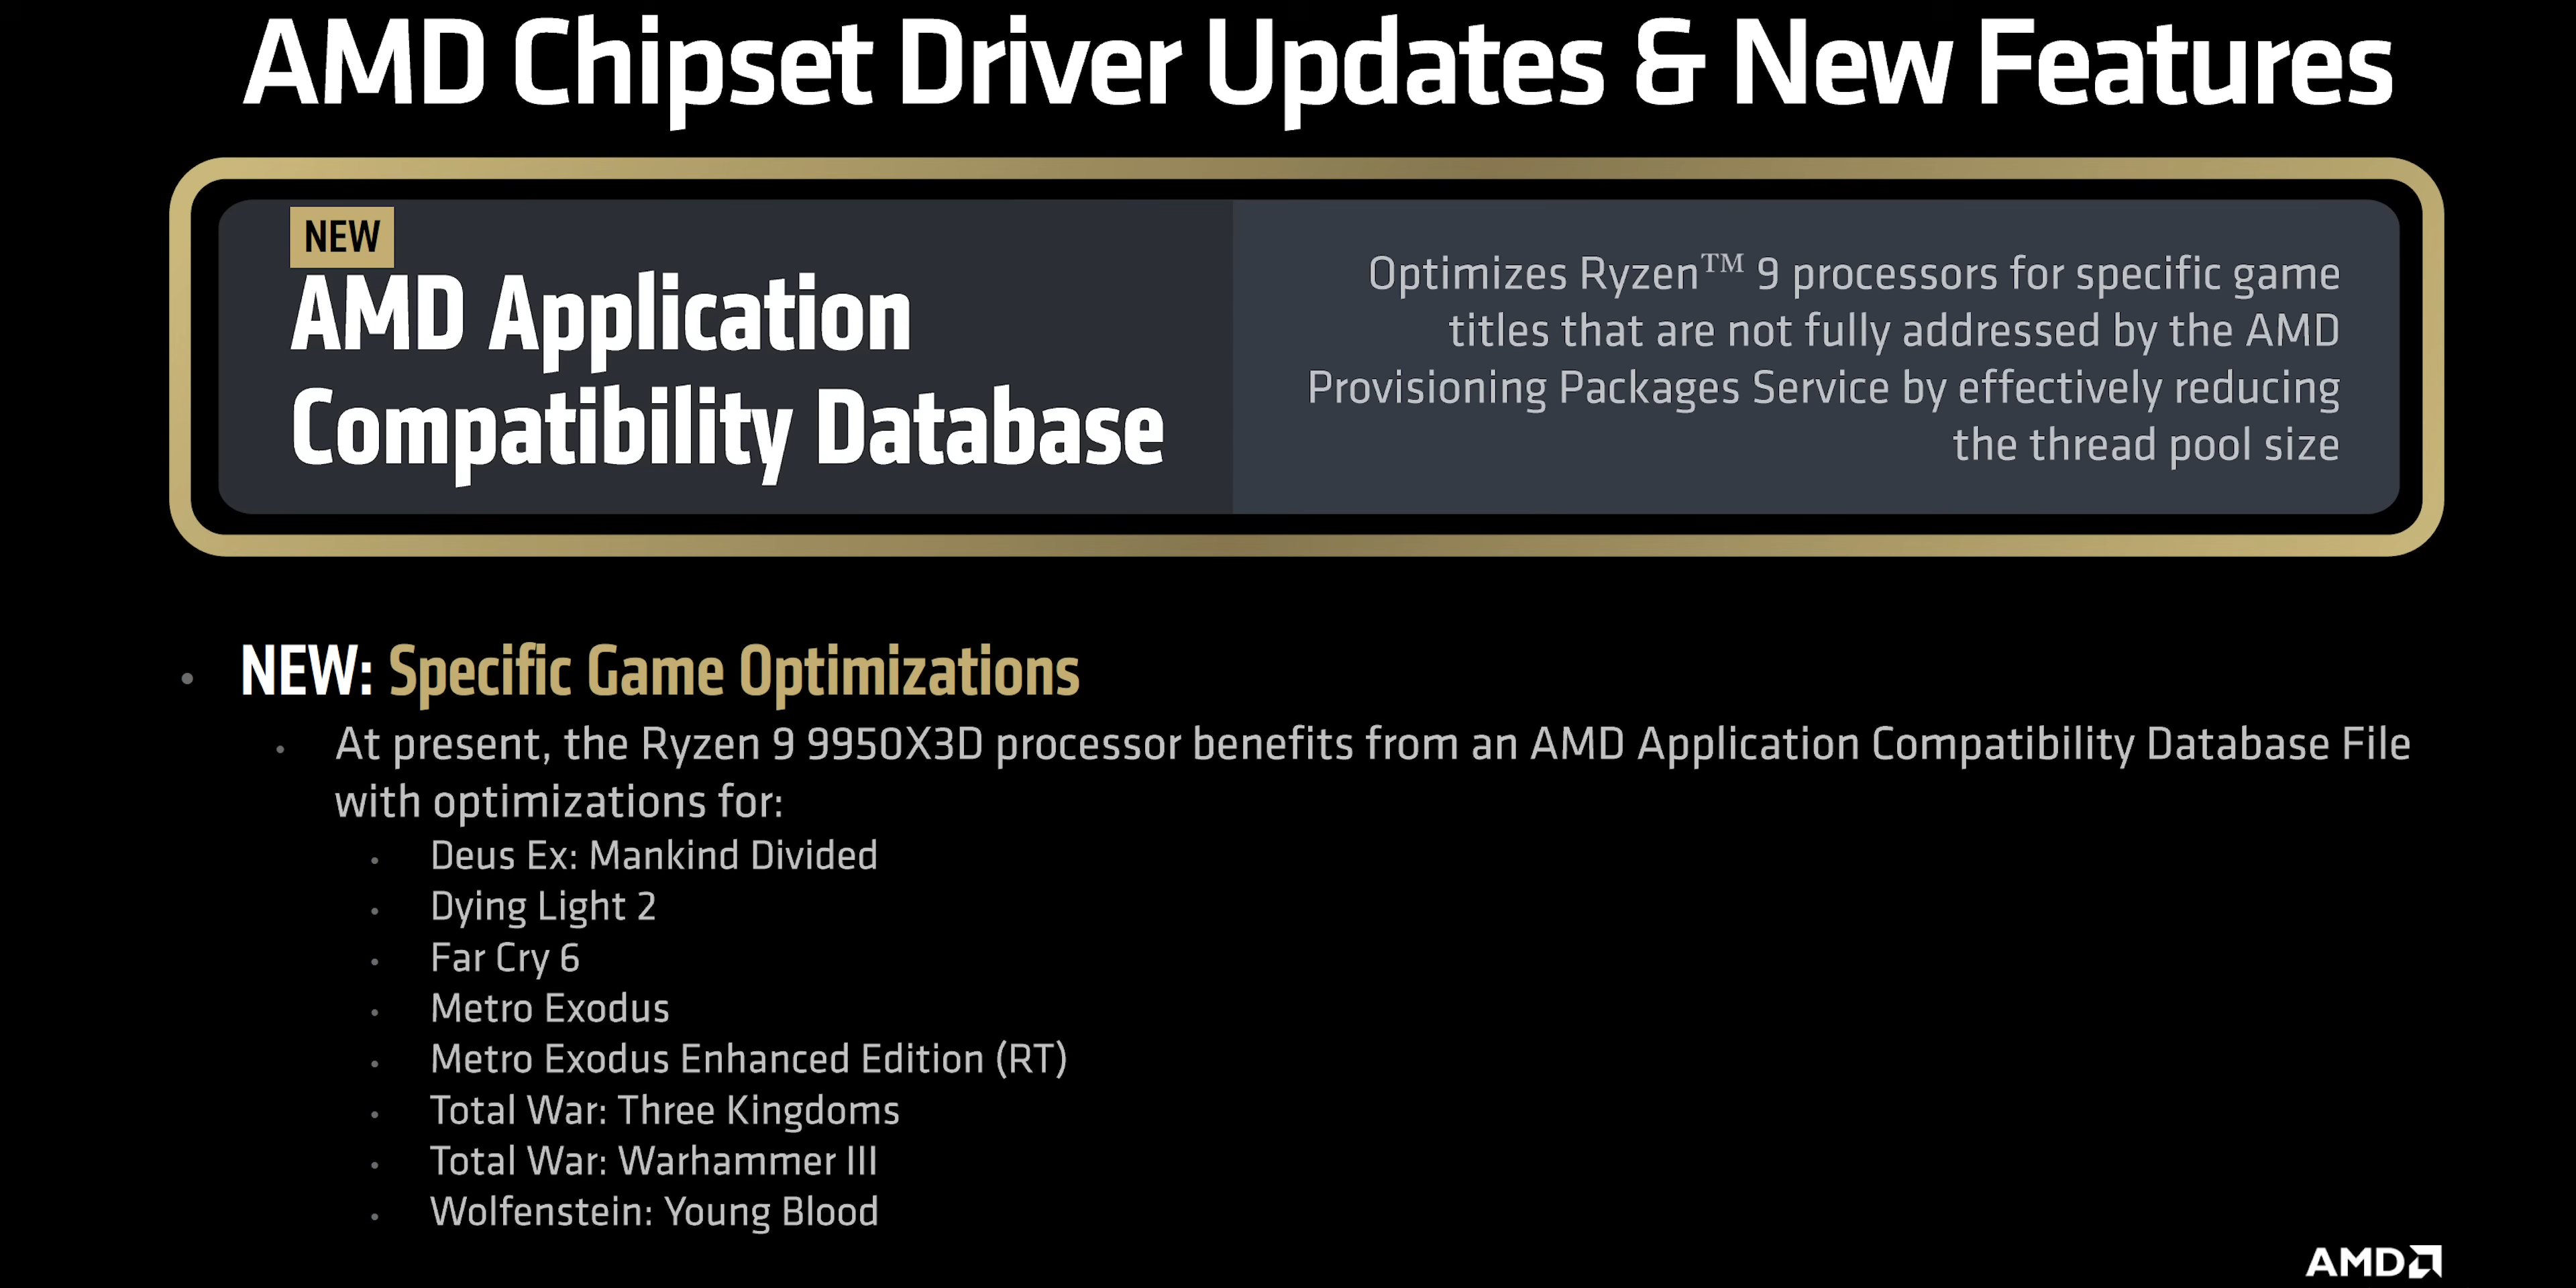 AMD Chipset Driver Updates & New Features
NEW
AMD Application
Compatibility Database
Optimizes Ryzen™ 9 processors for specific game
titles that are not fully addressed by the AMD
Provisioning Packages Service by effectively reducing
the thread pool size
• NEW: Specific Game Optimizations
• At present, the Ryzen 9 9950X3D processor benefits from an AMD Application Compatibility Database File
with optimizations for:
• Deus Ex: Mankind Divided
• Dying Light 2
• Far Cry 6
• Metro Exodus
• Metro Exodus Enhanced Edition (RT)
• Total War: Three Kingdoms
• Total War: Warhammer III
• Wolfenstein: Young Blood
AMD